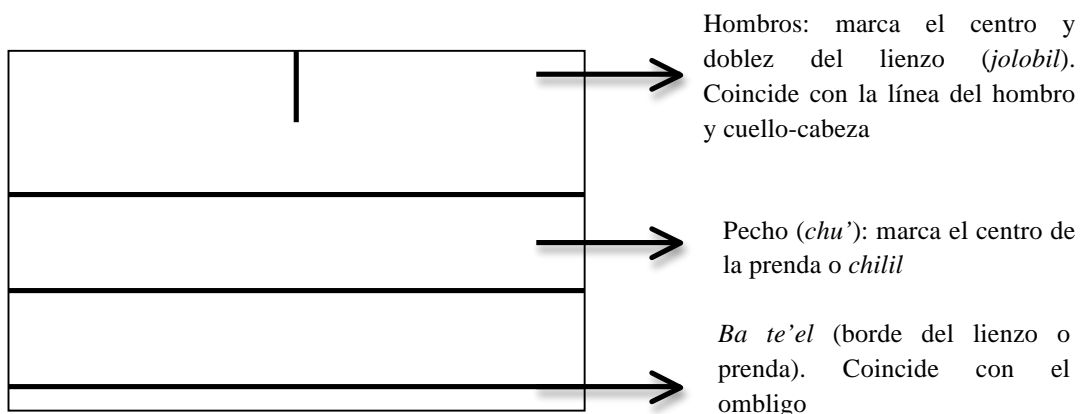 Hombros: marca el centro y
doblez del lienzo (jolobil).
Coincide con la línea del hombro
y cuello-cabeza
Pecho (chu’): marca el centro de
la prenda o chilil
Ba te’el (borde del lienzo o
prenda). Coincide con el
ombligo